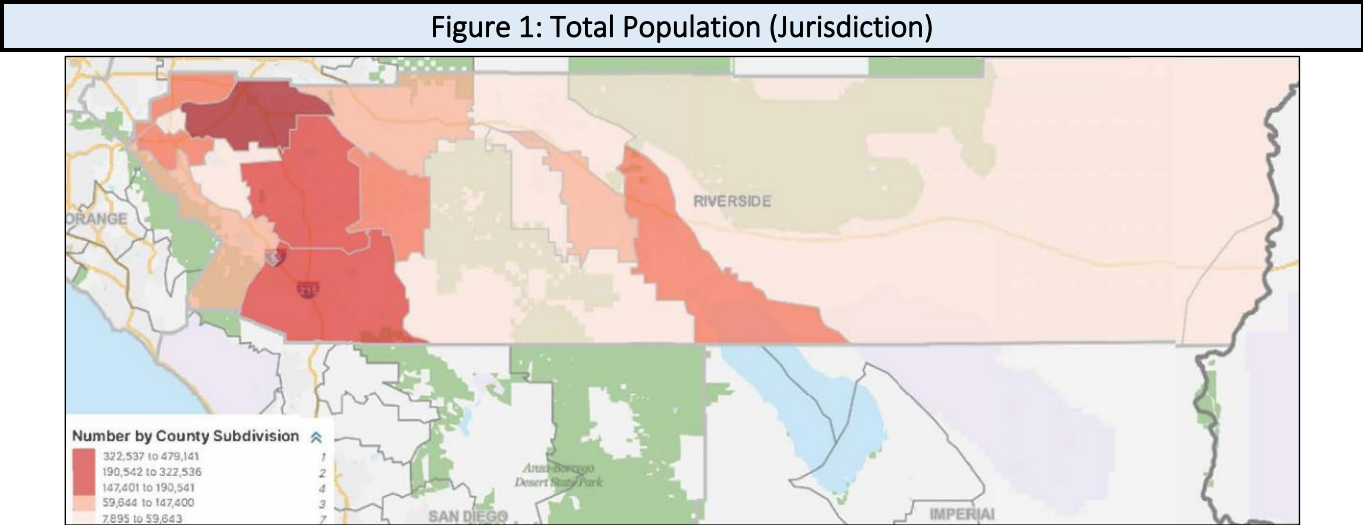 Figure 1: Total Population (Jurisdiction)
RIVERSIDE
ORANGE
215
Number by County Subdivision
322,537 to 479,141 1
190,542 to 322,536 2
147,401 to 190,541 4
59,644 to 147,400 3
7,895 to 59,643 7
Anza-Borrego
Desert State Park
SAN DIEGO
IMPERIAL